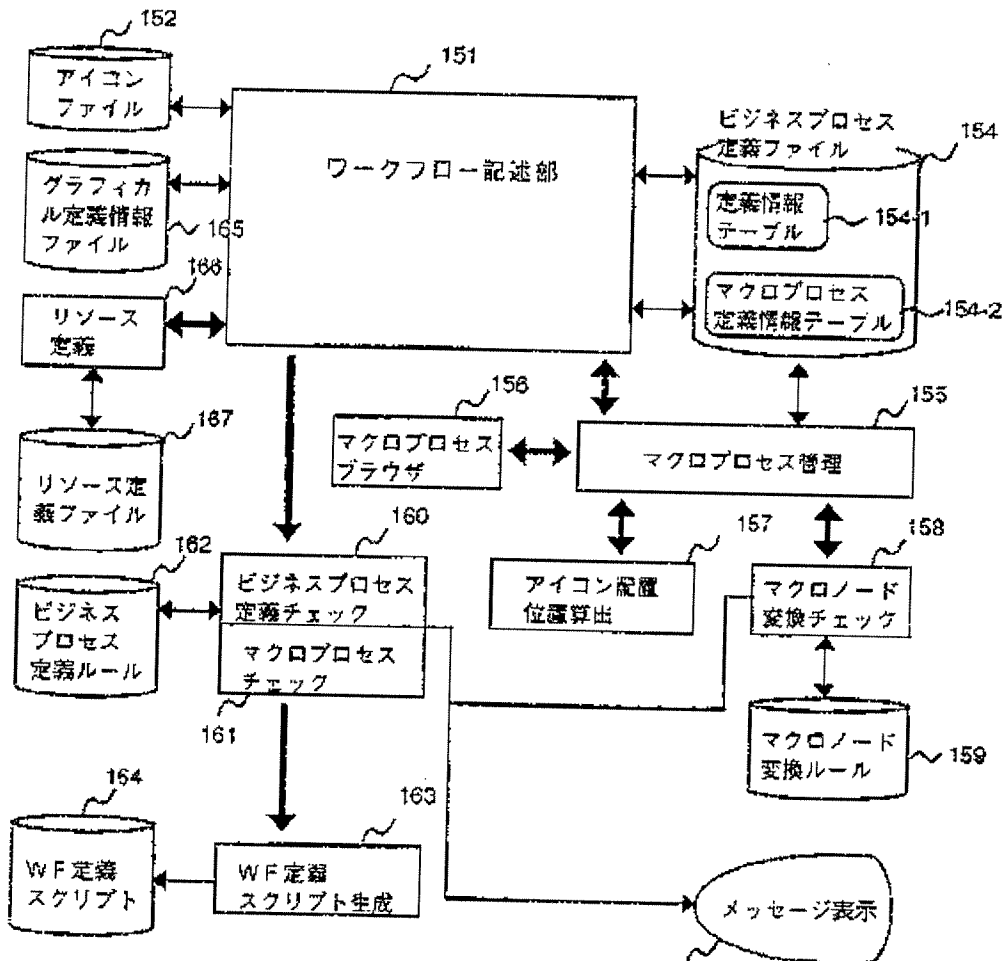 152
アイコン
ファイル
151
ワークフロー記述部
ビジネスプロセス
定義ファイル
154
定義情報
テーブル
154-1
マクロプロセス
定義情報テーブル
154-2
グラフィカ
ル定義情報
ファイル
165
166
リソース
定義
156
マクロプロセス
ブラウザ
155
マクロプロセス管理
167
リソース定
義ファイル
160
ビジネスプロセス
定義チェック
マクロプロセス
チェック
161
157
アイコン配置
位置算出
158
マクロノード
変換チェック
162
ビジネス
プロセス
定義ルール
マクロノード
変換ルール
159
164
WF定義
スクリプト
163
WF定義
スクリプト生成
メッセージ表示